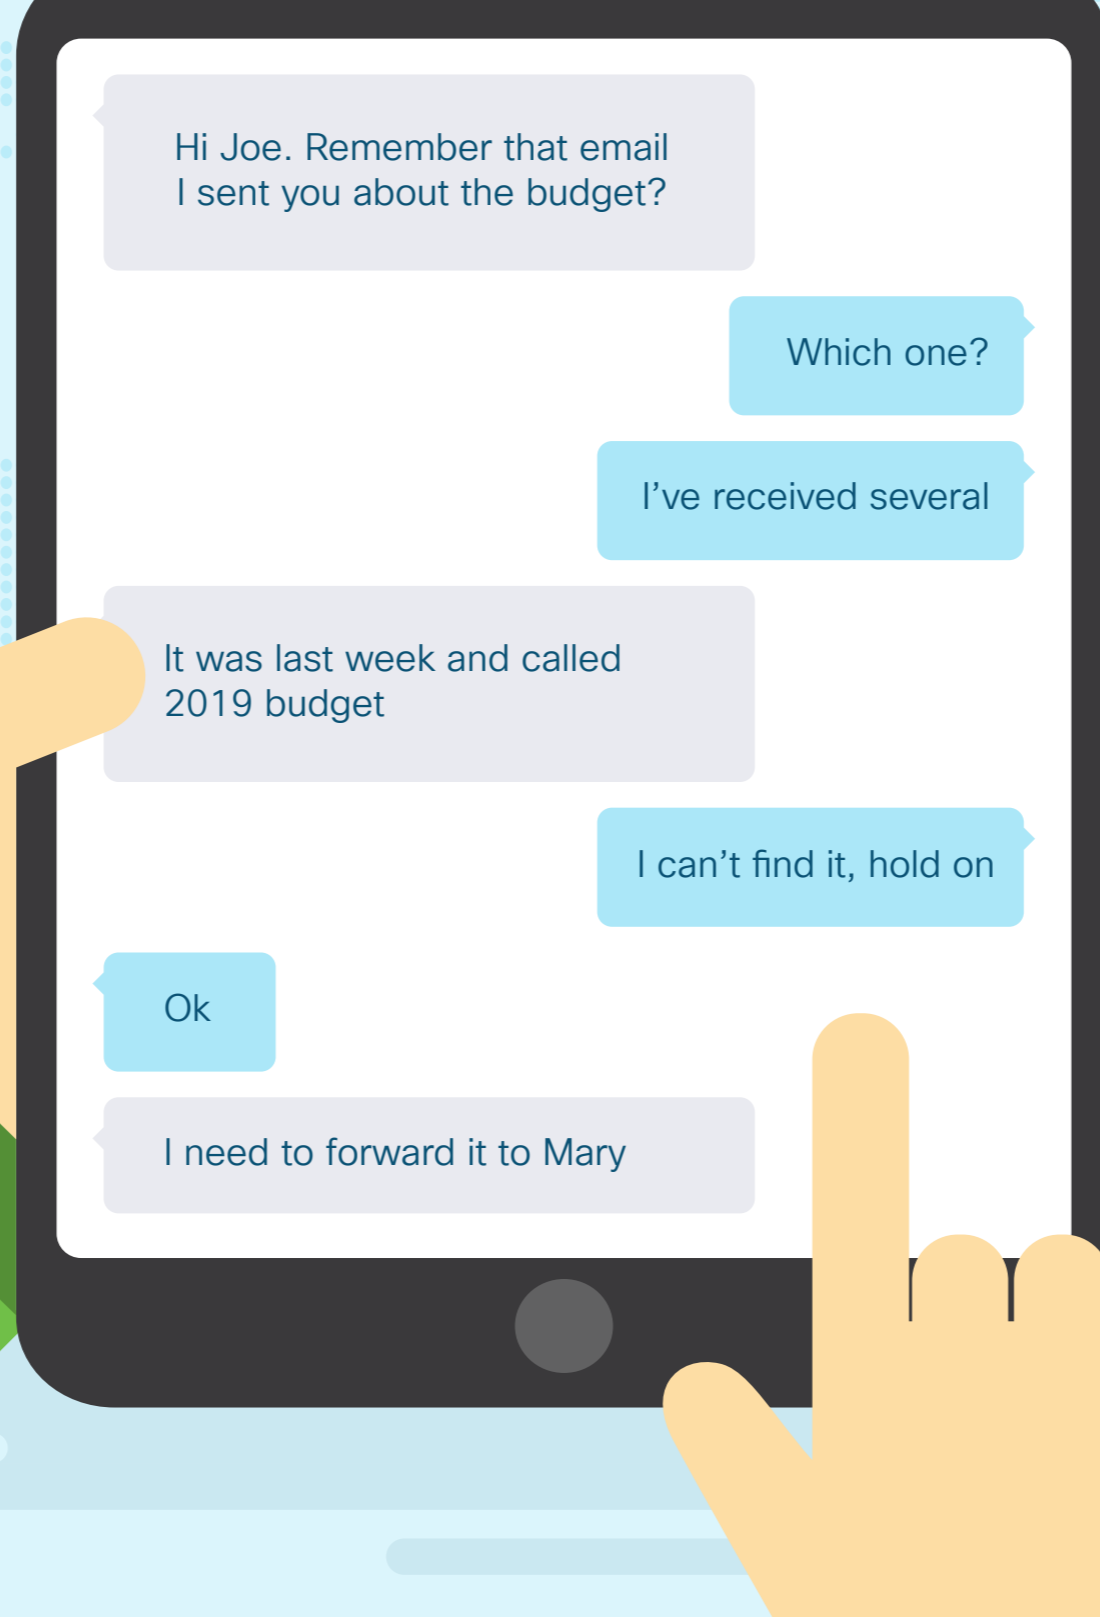 Hi Joe. Remember that email
I sent you about the budget?
Which one?
I’ve received several
It was last week and called
2019 budget
I can’t find it, hold on
Ok
I need to forward it to Mary